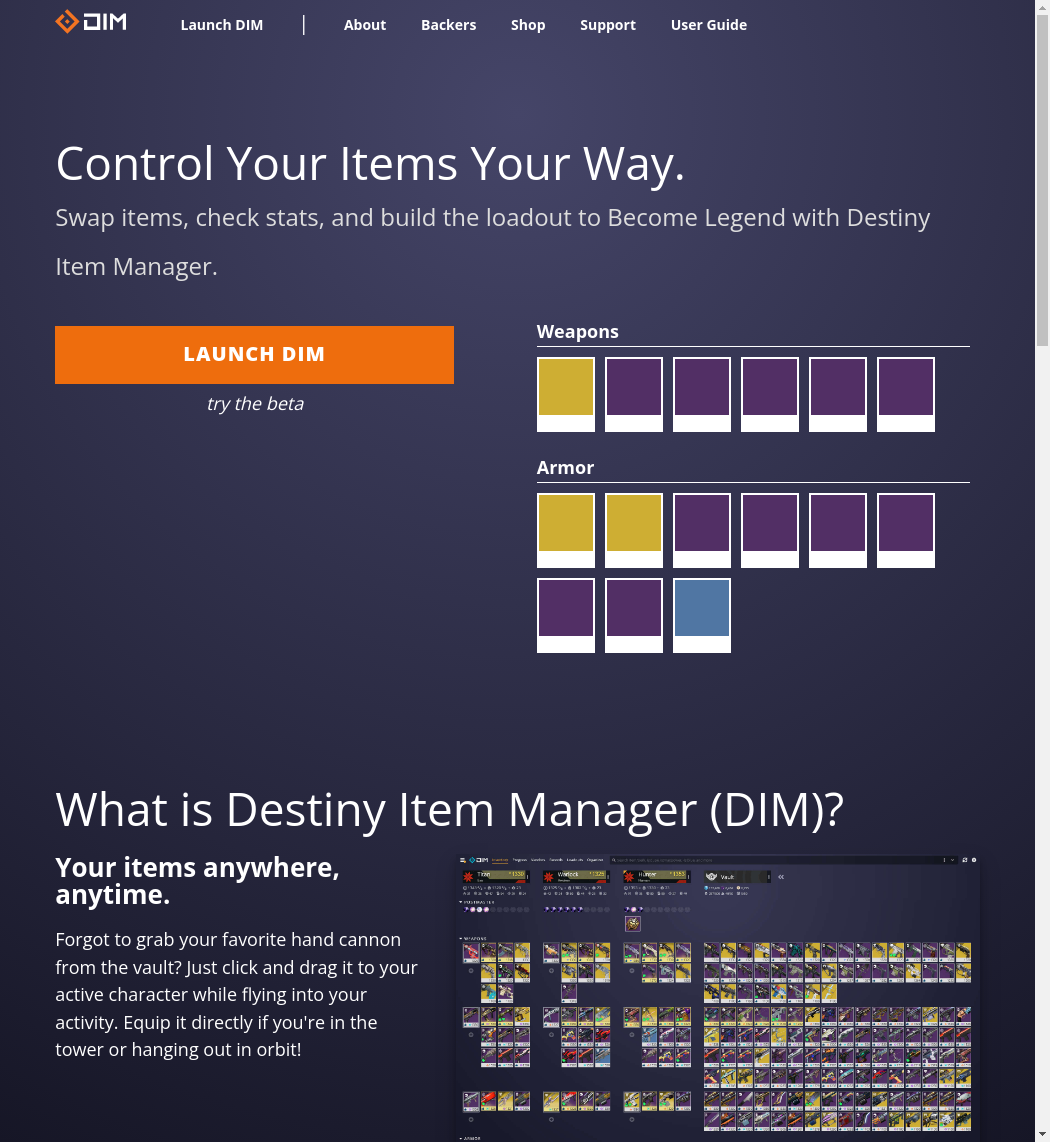 DIM
Launch DIM
About
Backers
Shop
Support
User Guide
Control Your Items Your Way.
Swap items, check stats, and build the loadout to Become Legend with Destiny
Item Manager.
LAUNCH DIM
try the beta
Weapons
Armor
What is Destiny Item Manager (DIM)?
Your items anywhere,
anytime.
Forgot to grab your favorite hand cannon
from the vault? Just click and drag it to your
active character while flying into your
activity. Equip it directly if you're in the
tower or hanging out in orbit!
DIM
Titan
Warlock
Hunter
Vault
POSTMASTER
WEAPONS
ARMOR